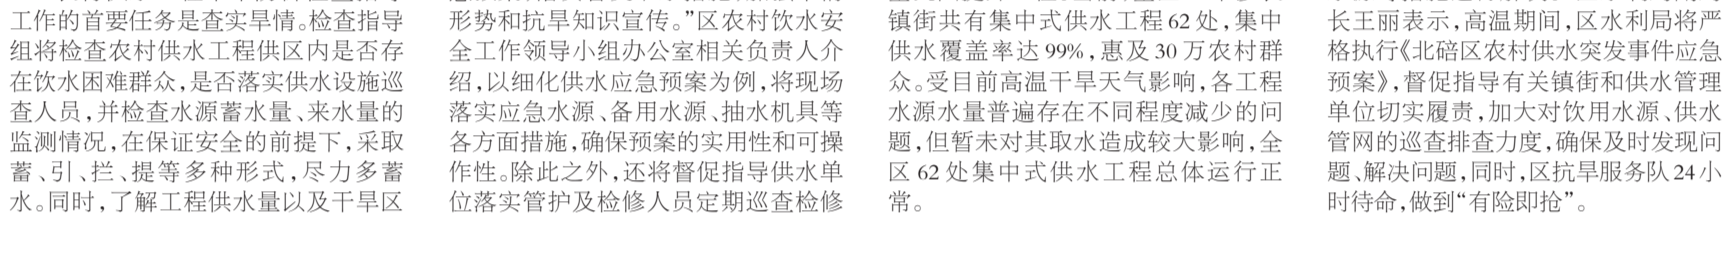 工作的首要任务是查实旱情。检查指导
组将检查农村供水工程供区内是否存
在饮水困难群众，是否落实供水设施巡
查人员，并检查水源蓄水量、来水量的
监测情况，在保证安全的前提下，采取
蓄、引、拦、提等多种形式，尽力多蓄
水。同时，了解工程供水量以及干旱区
形势和抗旱知识宣传。”区农村饮水安
全工作领导小组办公室相关负责人介
绍，以细化供水应急预案为例，将现场
落实应急水源、备用水源、抽水机具等
各方面措施，确保预案的实用性和可操
作性。除此之外，还将督促指导供水单
位落实管护及检修人员定期巡查检修
镇街共有集中式供水工程62处，集中
供水覆盖率达99%，惠及30万农村群
众。受目前高温干旱天气影响，各工程
水源水量普遍存在不同程度减少的问
题，但暂未对其取水造成较大影响，全
区62处集中式供水工程总体运行正
常。
长王丽表示，高温期间，区水利局将严
格执行《北碚区农村供水突发事件应急
预案》，督促指导有关镇街和供水管理
单位切实履责，加大对饮用水源、供水
管网的巡查排查力度，确保及时发现问
题、解决问题，同时，区抗旱服务队24小
时待命，做到“有险即抢”。